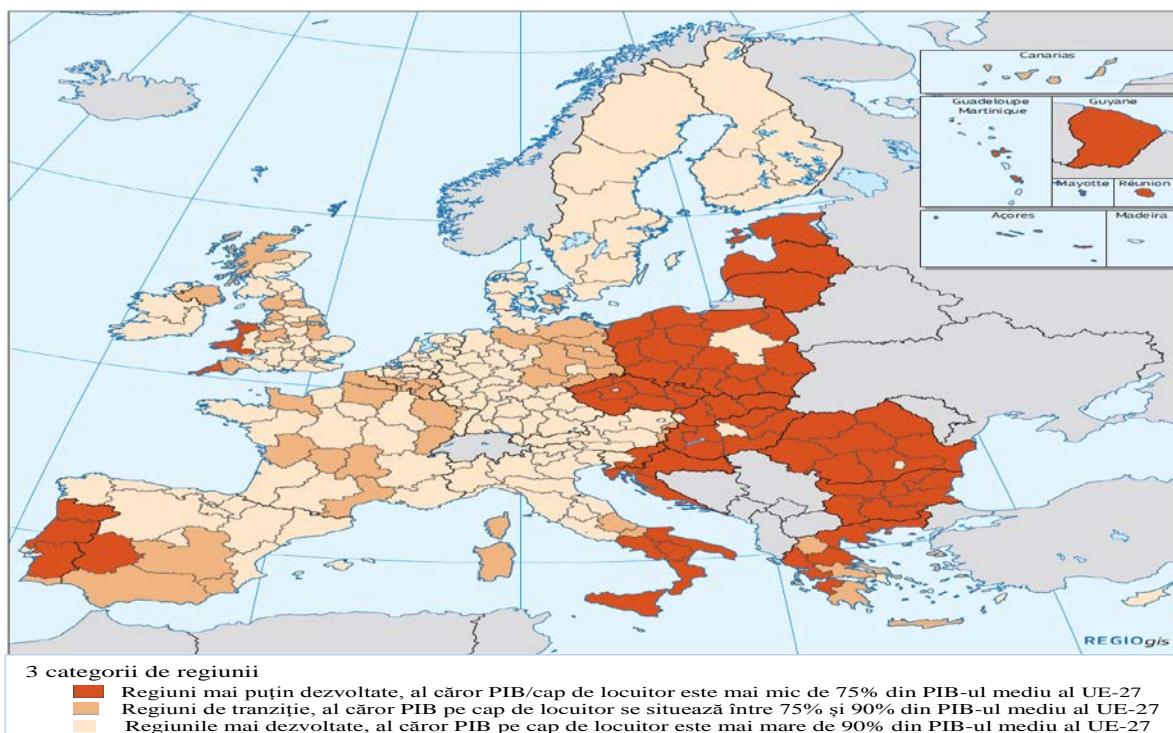 Canarias
Guadeloupe
Martinique
Guyane
Mayotte
Réunion
Açores
Madeira
REGIOgis
3 categorii de regiunii
Regiuni mai puțin dezvoltate, al căror PIB/cap de locuitor este mai mic de 75% din PIB-ul mediu al UE-27
Regiuni de tranziție, al căror PIB pe cap de locuitor se situează între 75% și 90% din PIB-ul mediu al UE-27
Regiunile mai dezvoltate, al căror PIB pe cap de locuitor este mai mare de 90% din PIB-ul mediu al UE-27